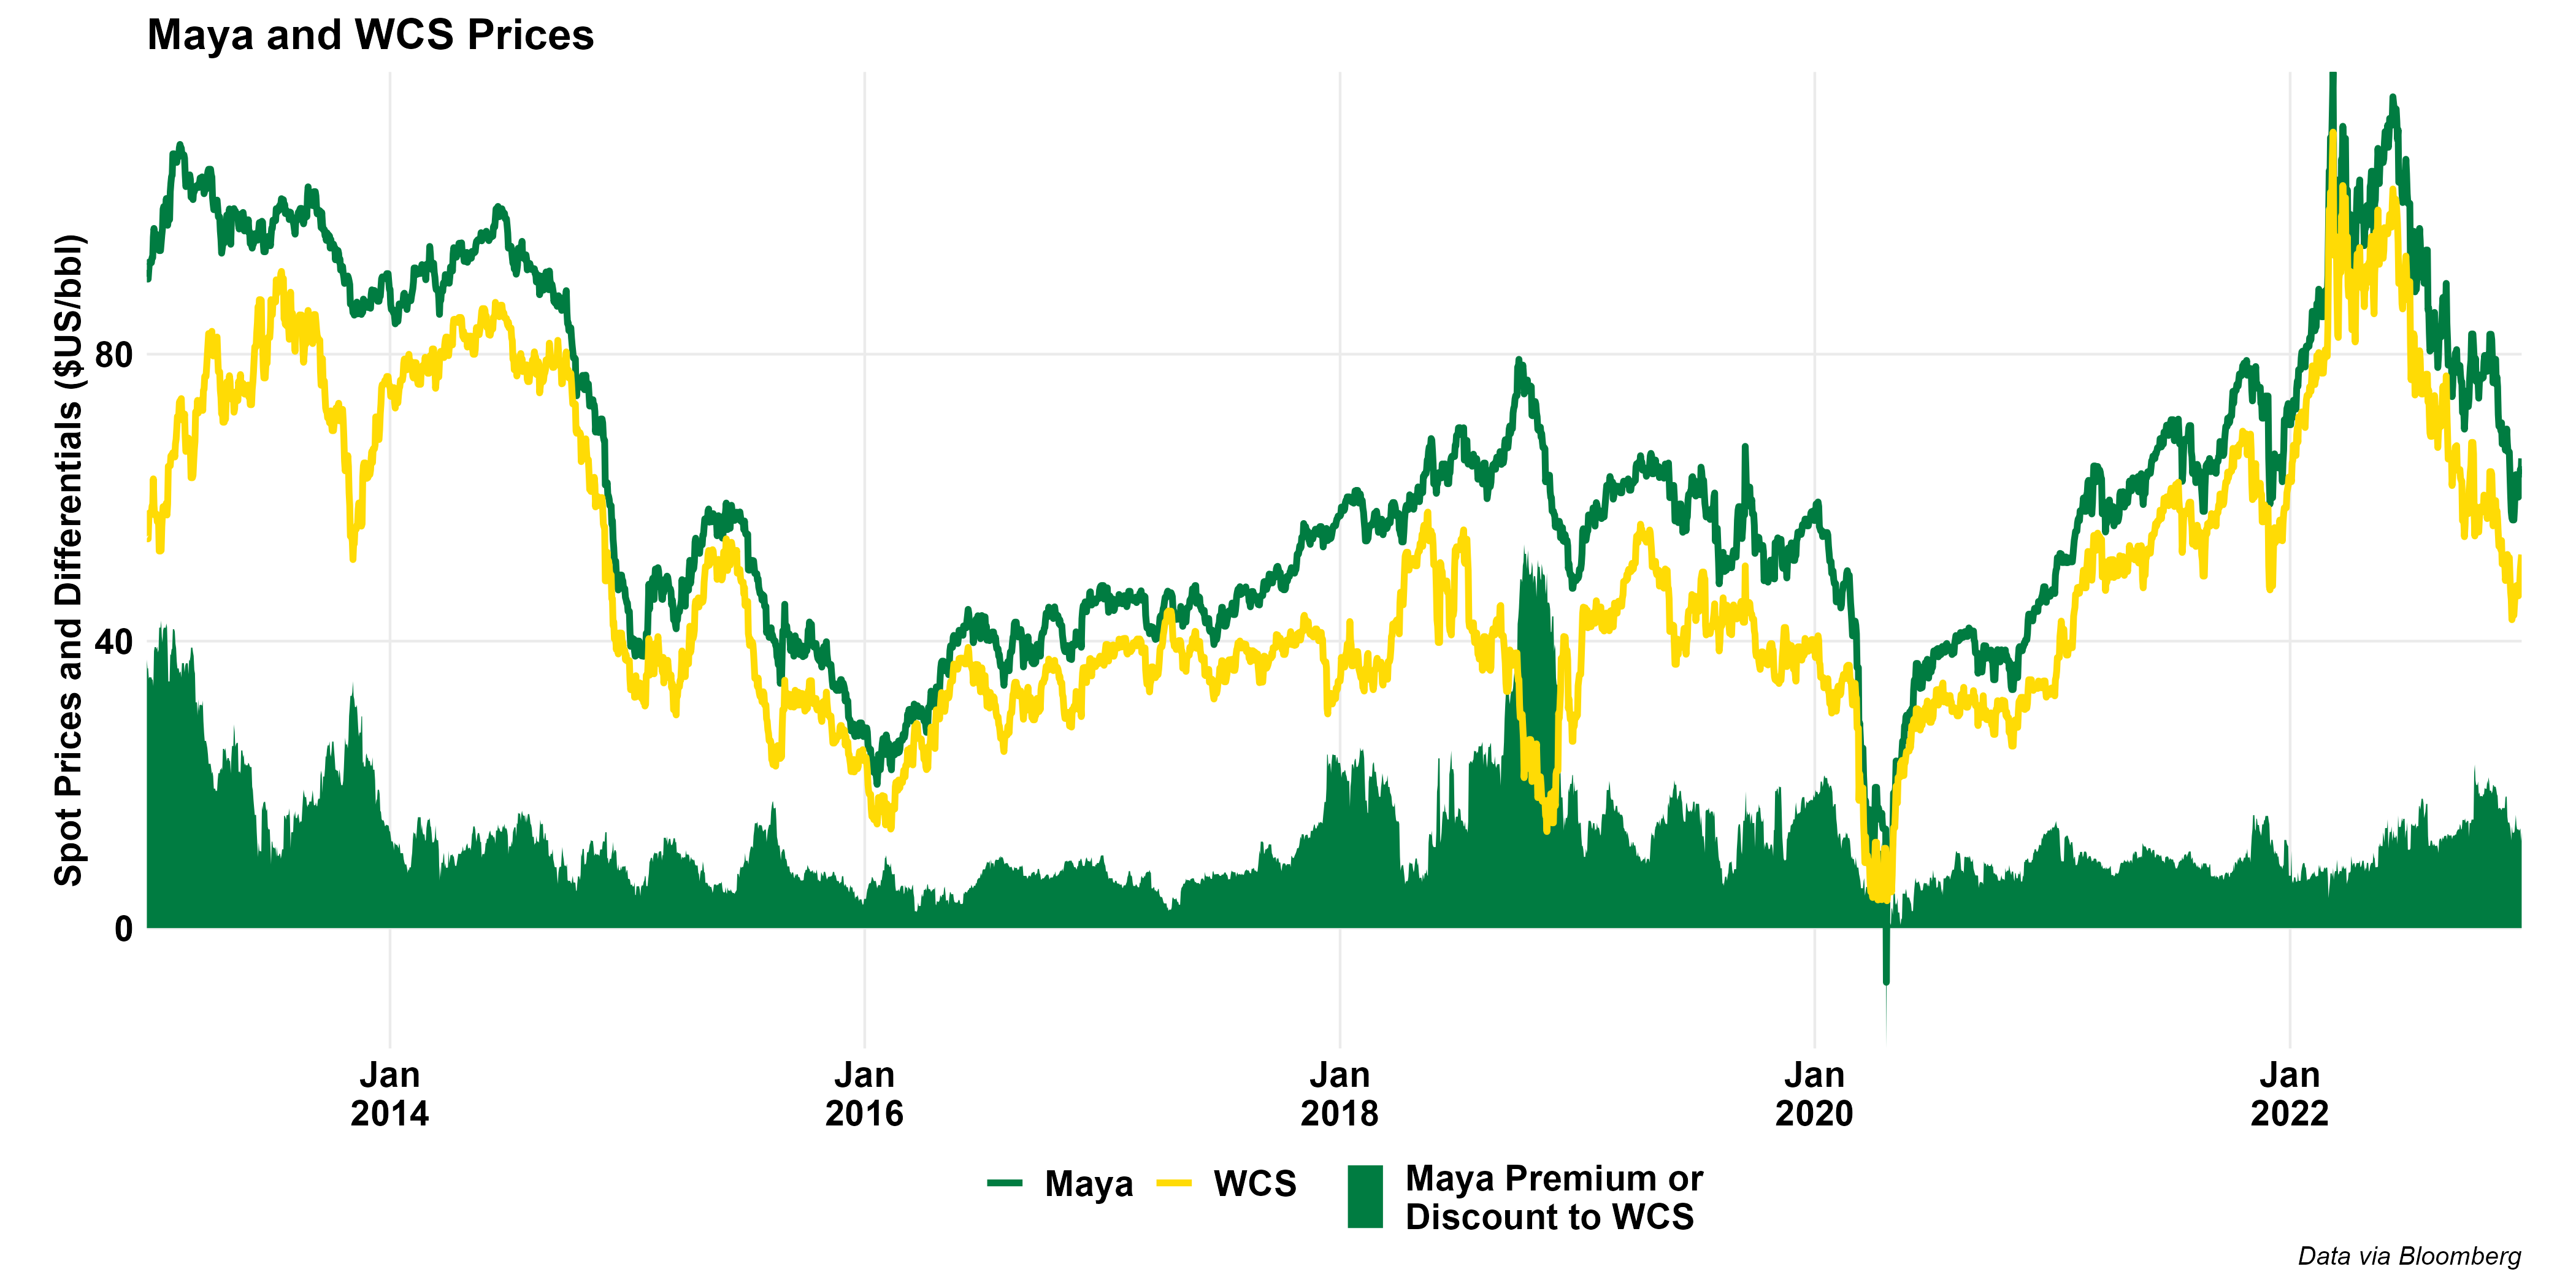 Maya and WCS Prices
Spot Prices and Differentials ($US/bbl)
80
40
0
Jan
2014
Jan
2016
Jan
2018
Jan
2020
Jan
2022
Maya
WCS
Maya Premium or
Discount to WCS
Data via Bloomberg